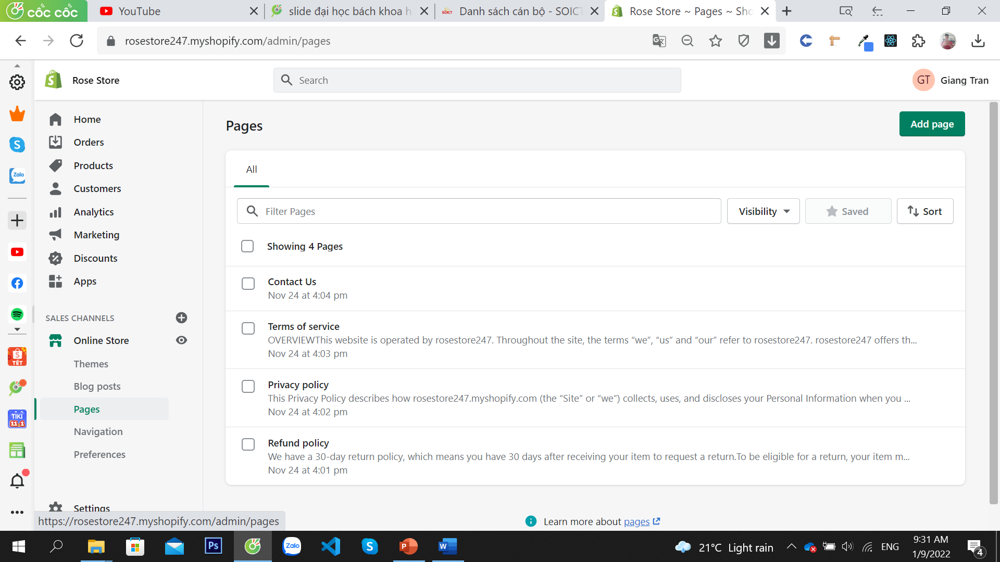 cốc cốc
YouTube
slide đại học bách khoa h
Danh sách cán bộ - SOICT
Rose Store ~ Pages ~ Sho
rosestore247.myshopify.com/admin/pages
Rose Store
Search
GT
Giang Tran
Home
Orders
Products
Customers
Analytics
Marketing
Discounts
Apps
SALES CHANNELS
Online Store
Themes
Blog posts
Pages
Navigation
Preferences
Settings
Zalo
TẾT
TIKI
11.1
Pages
Add page
All
Filter Pages
Visibility
Saved
Sort
Showing 4 Pages
Contact Us
Nov 24 at 4:04 pm
Terms of service
OVERVIEWThis website is operated by rosestore247. Throughout the site, the terms “we”, “us” and “our” refer to rosestore247. rosestore247 offers th...
Nov 24 at 4:03 pm
Privacy policy
This Privacy Policy describes how rosestore247.myshopify.com (the “Site” or “we”) collects, uses, and discloses your Personal Information when you ...
Nov 24 at 4:02 pm
Refund policy
We have a 30-day return policy, which means you have 30 days after receiving your item to request a return.To be eligible for a return, your item m...
Nov 24 at 4:01 pm
Learn more about pages
https://rosestore247.myshopify.com/admin/pages
Ps
Zalo
21°C Light rain
ENG
9:31 AM
1/9/2022
4